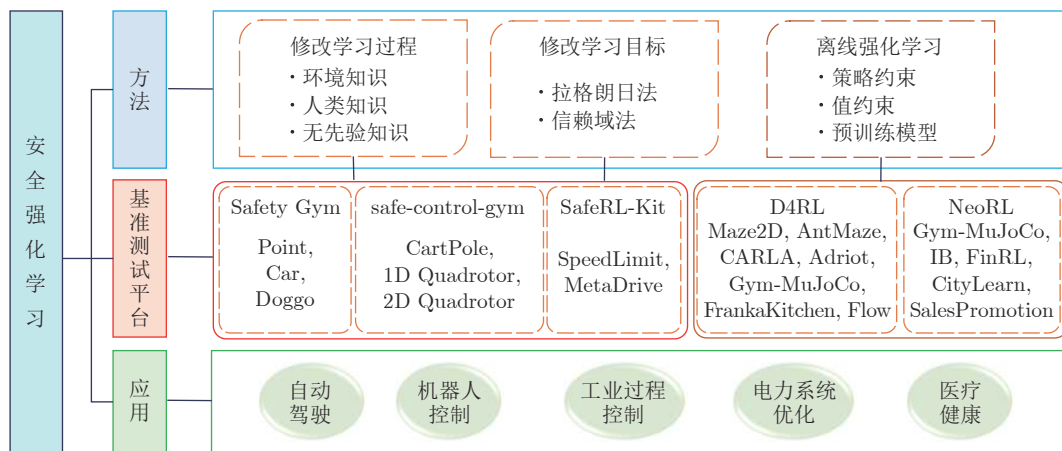 安全强化学习
方法
修改学习过程
・环境知识
・人类知识
・无先验知识
修改学习目标
・拉格朗日法
・信赖域法
离线强化学习
・策略约束
・值约束
・预训练模型
基准测试平台
Safety Gym
Point,
Car,
Doggo
safe-control-gym
CartPole,
1D Quadrotor,
2D Quadrotor
SafeRL-Kit
SpeedLimit,
MetaDrive
D4RL
Maze2D, AntMaze,
CARLA, Adriot,
Gym-MuJoCo,
FrankaKitchen, Flow
NeoRL
Gym-MuJoCo,
IB, FinRL,
CityLearn,
SalesPromotion
应用
自动
驾驶
机器人
控制
工业过程
控制
电力系统
优化
医疗
健康